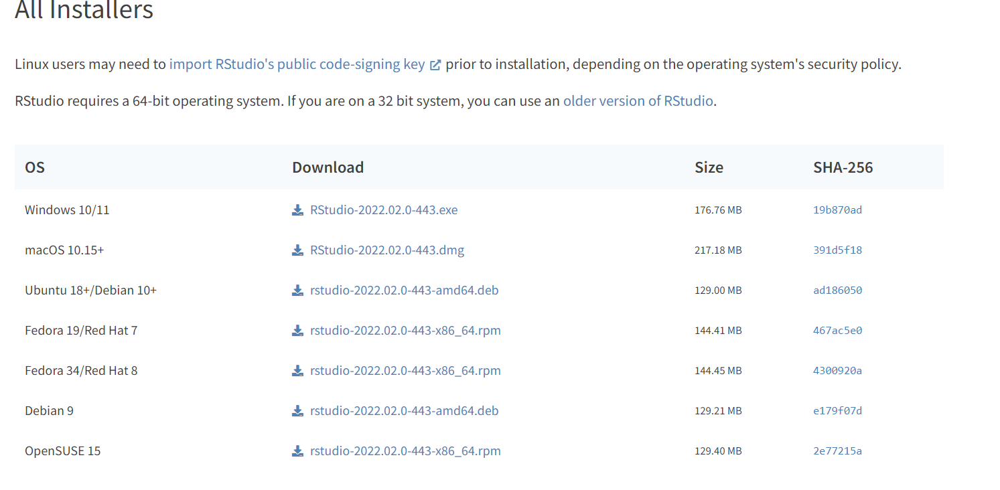 All Installers
Linux users may need to import RStudio's public code-signing key prior to installation, depending on the operating system's security policy.
RStudio requires a 64-bit operating system. If you are on a 32 bit system, you can use an older version of RStudio.
OS Download Size SHA-256
Windows 10/11 RStudio-2022.02.0-443.exe 176.76 MB 19b870ad
macOS 10.15+ RStudio-2022.02.0-443.dmg 217.18 MB 391d5f18
Ubuntu 18+/Debian 10+ rstudio-2022.02.0-443-amd64.deb 129.00 MB ad186050
Fedora 19/Red Hat 7 rstudio-2022.02.0-443-x86_64.rpm 144.41 MB 467ac5e0
Fedora 34/Red Hat 8 rstudio-2022.02.0-443-x86_64.rpm 144.45 MB 4300920a
Debian 9 rstudio-2022.02.0-443-amd64.deb 129.21 MB e179f07d
OpenSUSE 15 rstudio-2022.02.0-443-x86_64.rpm 129.40 MB 2e77215a